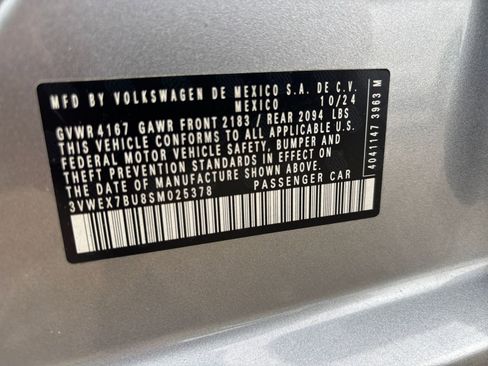 MFD BY VOLKSWAGEN DE MEXICO S.A. DE C.V.
MEXICO 10/24
GVWR4167 GAWR FRONT 2183 / REAR 2094 LBS
THIS VEHICLE CONFORMS TO ALL APPLICABLE U.S.
FEDERAL MOTOR VEHICLE SAFETY, BUMPER AND
THEFT PREVENTION STANDARDS IN EFFECT ON
THE DATE OF MANUFACTURE SHOWN ABOVE.
3VWEX7BU8SM025378 PASSENGER CAR
4041147 3963 M